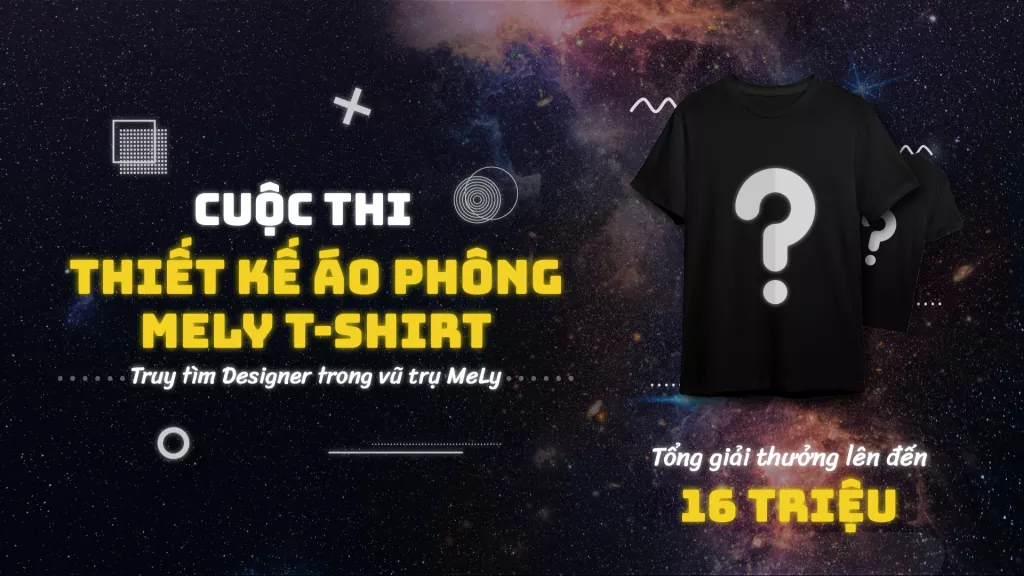 CUỘC THI
THIẾT KẾ ÁO PHÔNG
MELY T-SHIRT
Truy tìm Designer trong vũ trụ MeLy
?
?
Tổng giải thưởng lên đến
16 TRIỆU